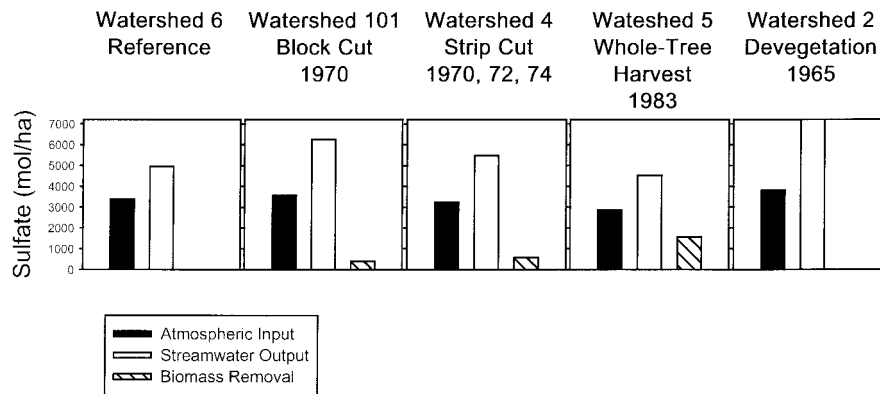 Watershed 6
Reference
Watershed 101
Block Cut
1970
Watershed 4
Strip Cut
1970, 72, 74
Watershed 5
Whole-Tree
Harvest
1983
Watershed 2
Devegetation
1965
Sulfate (mol/ha)
7000
6000
5000
4000
3000
2000
1000
0
Atmospheric Input
Streamwater Output
Biomass Removal